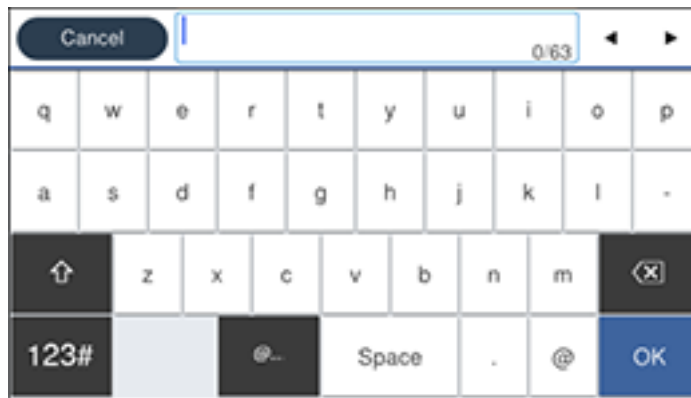 Cancel
0/63
q w e r t y u i o p
a s d f g h j k l -
z x c v b n m
123# @... Space . @ OK